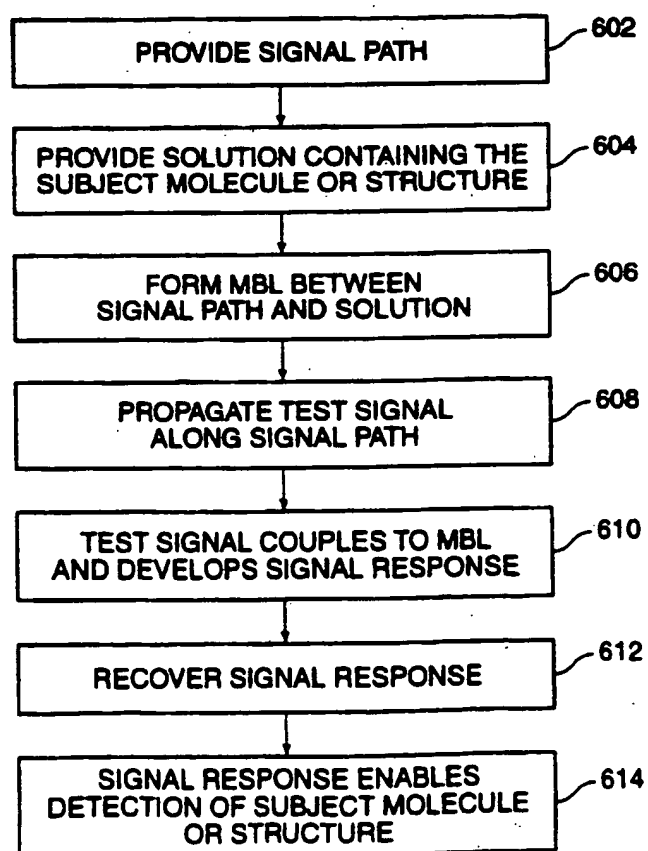 PROVIDE SIGNAL PATH
602
PROVIDE SOLUTION CONTAINING THE
SUBJECT MOLECULE OR STRUCTURE
604
FORM MBL BETWEEN
SIGNAL PATH AND SOLUTION
606
PROPAGATE TEST SIGNAL
ALONG SIGNAL PATH
608
TEST SIGNAL COUPLES TO MBL
AND DEVELOPS SIGNAL RESPONSE
610
RECOVER SIGNAL RESPONSE
612
SIGNAL RESPONSE ENABLES
DETECTION OF SUBJECT MOLECULE
OR STRUCTURE
614